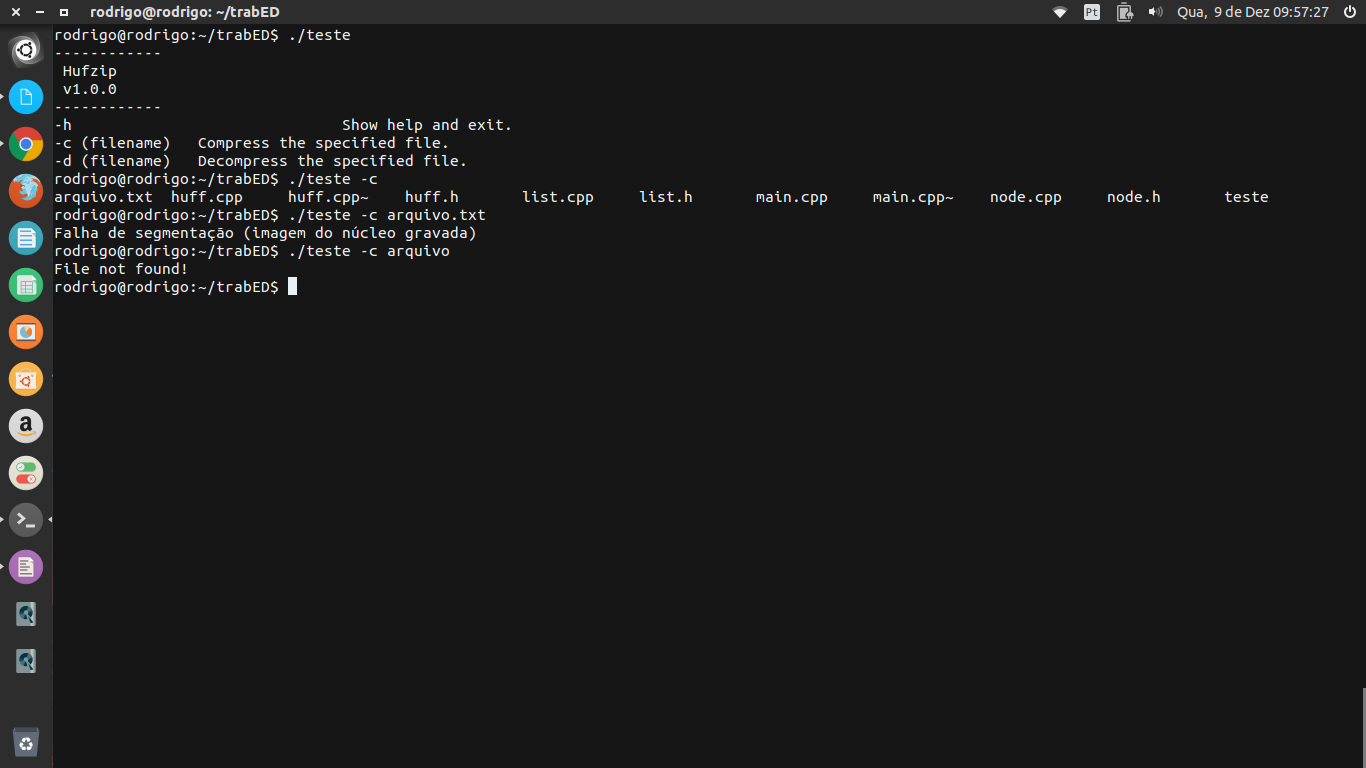 rodrigo@rodrigo: ~/trabED
Pt
Qua, 9 de Dez 09:57:27
rodrigo@rodrigo:~/trabED$ ./teste
------------
 Hufzip
 v1.0.0
------------
-h                              Show help and exit.
-c (filename)   Compress the specified file.
-d (filename)   Decompress the specified file.
rodrigo@rodrigo:~/trabED$ ./teste -c
arquivo.txt  huff.cpp     huff.cpp~    huff.h       list.cpp     list.h       main.cpp     main.cpp~    node.cpp     node.h       teste
rodrigo@rodrigo:~/trabED$ ./teste -c arquivo.txt
Falha de segmentação (imagem do núcleo gravada)
rodrigo@rodrigo:~/trabED$ ./teste -c arquivo
File not found!
rodrigo@rodrigo:~/trabED$